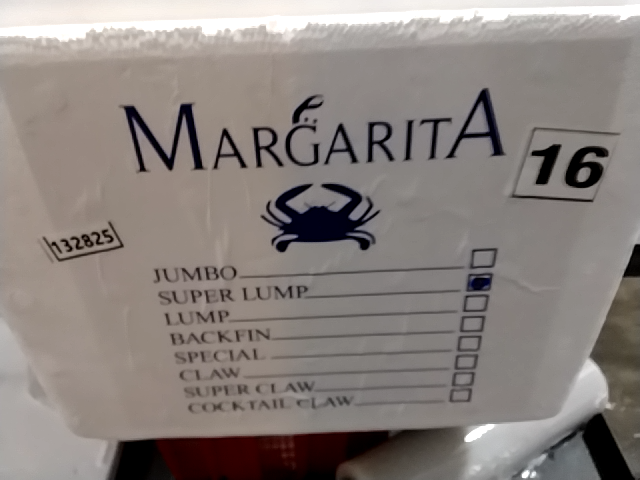 MARGARITA
16
132825
JUMBO
SUPER LUMP
LUMP
BACKFIN
SPECIAL
CLAW
SUPER CLAW
COCKTAIL CLAW